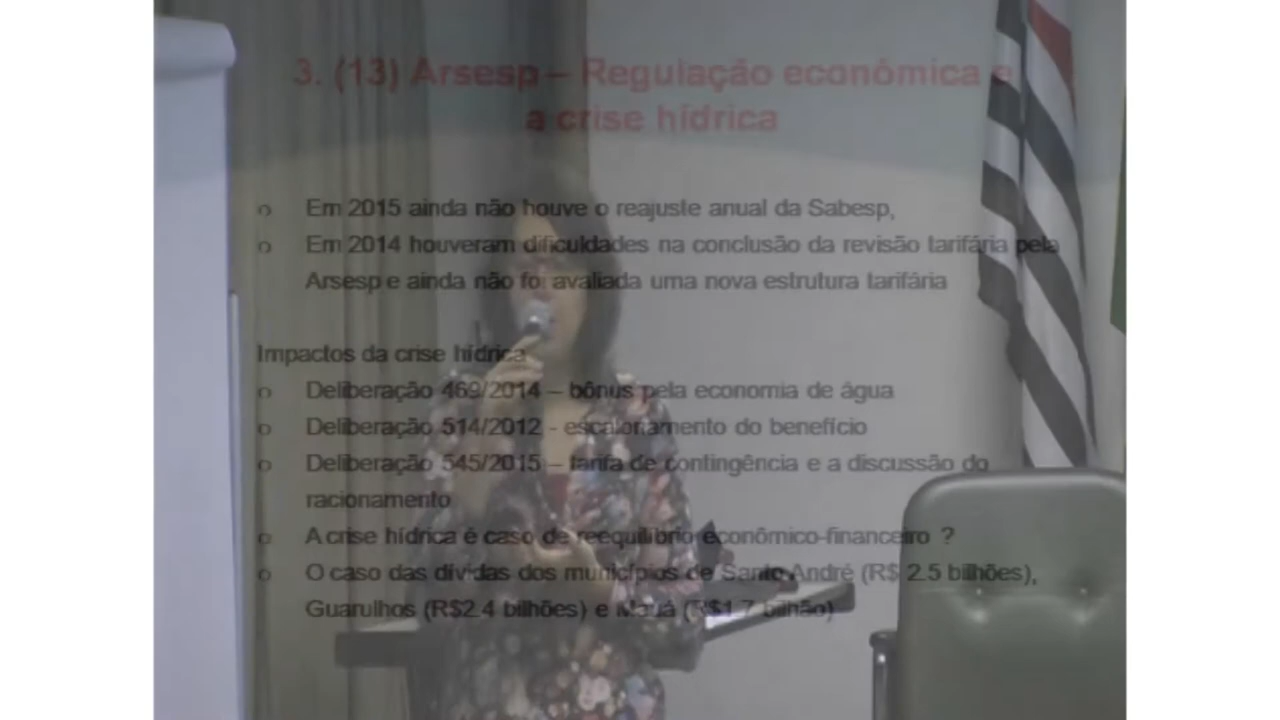 3. (13) Arsesp – Regulação econômica e
a crise hídrica
o Em 2015 ainda não houve o reajuste anual da Sabesp,
o Em 2014 houveram dificuldades na conclusão da revisão tarifária pela
Arsesp e ainda não foi avaliada uma nova estrutura tarifária
Impactos da crise hídrica
o Deliberação 469/2014 – bônus pela economia de água
o Deliberação 514/2012 - escalonamento do benefício
o Deliberação 545/2015 – tarifa de contingência e a discussão do
racionamento
o A crise hídrica é caso de reequilíbrio econômico-financeiro ?
o O caso das dívidas dos municípios de Santo André (R$ 2.5 bilhões),
Guarulhos (R$2.4 bilhões) e Mauá (R$1.7 bilhão)